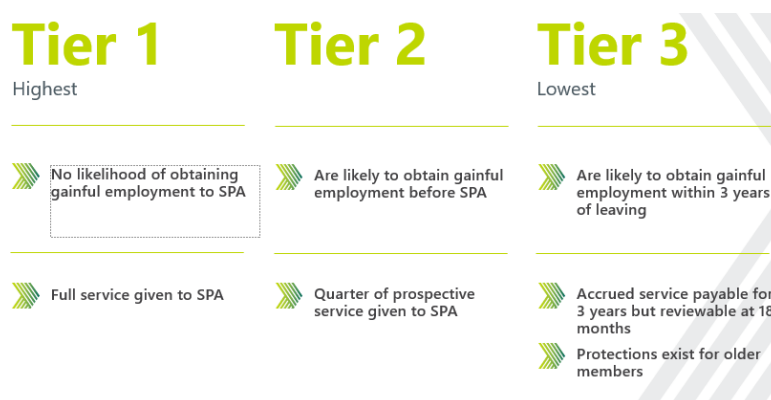 Tier 1
Highest
No likelihood of obtaining
gainful employment to SPA
Full service given to SPA
Tier 2
Are likely to obtain gainful
employment before SPA
Quarter of prospective
service given to SPA
Tier 3
Lowest
Are likely to obtain gainful
employment within 3 years
of leaving
Accrued service payable for
3 years but reviewable at 18
months
Protections exist for older
members